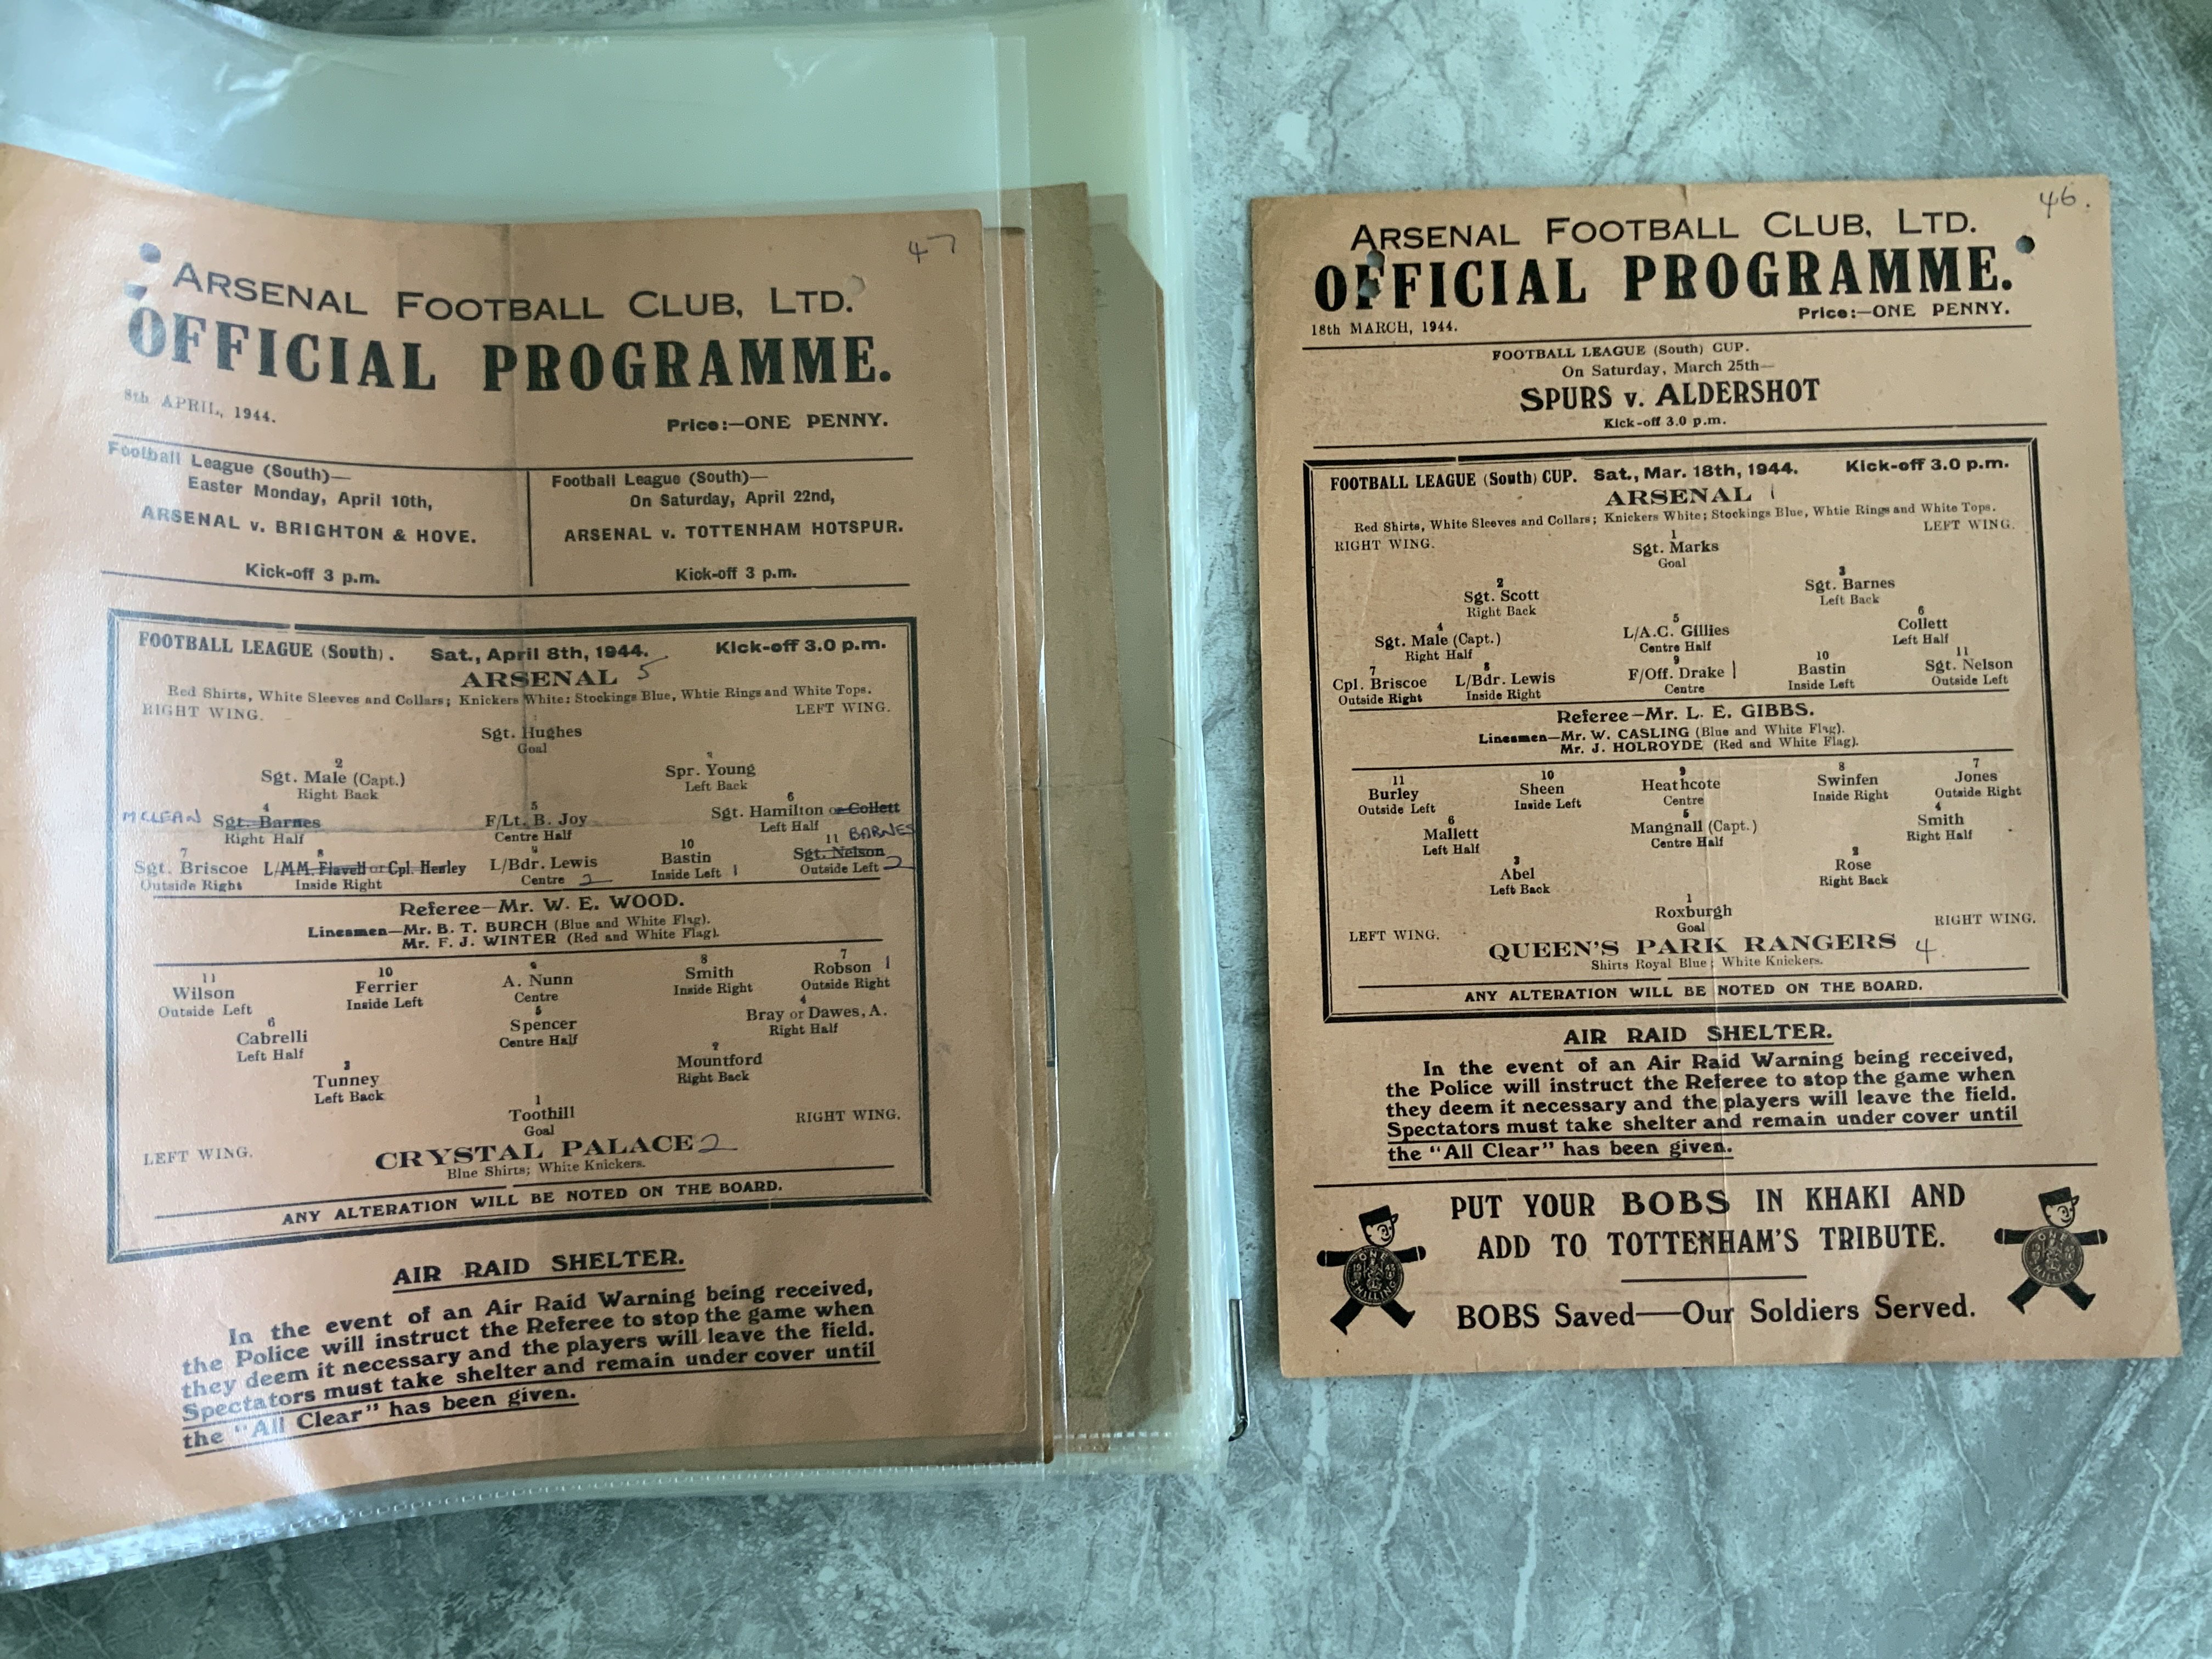 47
ARSENAL FOOTBALL CLUB, LTD.
OFFICIAL PROGRAMME.
8th APRIL, 1944.
Price:—ONE PENNY.
Football League (South)—
Easter Monday, April 10th,
ARSENAL v. BRIGHTON & HOVE.
Kick-off 3 p.m.
Football League (South)—
On Saturday, April 22nd,
ARSENAL v. TOTTENHAM HOTSPUR.
Kick-off 3 p.m.
FOOTBALL LEAGUE (South). Sat., April 8th, 1944. Kick-off 3.0 p.m.
ARSENAL 5
Red Shirts, White Sleeves and Collars; Knickers White; Stockings Blue, Whtie Rings and White Tops.
RIGHT WING. LEFT WING.
Sgt. Hughes
Goal
2
Sgt. Male (Capt.) Spr. Young
Right Back Left Back
4 5 6
MCLEAN Sgt. Barnes F/Lt. B. Joy Sgt. Hamilton or Collett
Right Half Centre Half Left Half
7 8 9 10 11 BARNES
Sgt. Briscoe L/MM. Flavell or Cpl. Henley L/Bdr. Lewis Bastin Sgt. Nelson
Outside Right Inside Right Centre 2 Inside Left 1 Outside Left 2
Referee—Mr. W. E. WOOD.
Linesmen—Mr. B. T. BURCH (Blue and White Flag).
Mr. F. J. WINTER (Red and White Flag).
11 10 9 8 7
Wilson Ferrier A. Nunn Smith Robson 1
Outside Left Inside Left Centre Inside Right Outside Right
6 5 4
Cabrelli Spencer Bray or Dawes, A.
Left Half Centre Half Right Half
3 2
Tunney Mountford
Left Back Right Back
1
Toothill
Goal
LEFT WING. RIGHT WING.
CRYSTAL PALACE 2
Blue Shirts; White Knickers.
ANY ALTERATION WILL BE NOTED ON THE BOARD.
AIR RAID SHELTER.
In the event of an Air Raid Warning being received,
the Police will instruct the Referee to stop the game when
they deem it necessary and the players will leave the field.
Spectators must take shelter and remain under cover until
the "All Clear" has been given.
46.
ARSENAL FOOTBALL CLUB, LTD.
OFFICIAL PROGRAMME.
18th MARCH, 1944.
Price:—ONE PENNY.
FOOTBALL LEAGUE (South) CUP.
On Saturday, March 25th—
SPURS v. ALDERSHOT
Kick-off 3.0 p.m.
FOOTBALL LEAGUE (South) CUP. Sat., Mar. 18th, 1944. Kick-off 3.0 p.m.
ARSENAL 1
Red Shirts, White Sleeves and Collars; Knickers White; Stockings Blue, Whtie Rings and White Tops.
RIGHT WING. LEFT WING.
1
Sgt. Marks
Goal
2 3
Sgt. Scott Sgt. Barnes
Right Back Left Back
4 5 6
Sgt. Male (Capt.) L/A.C. Gillies Collett
Right Half Centre Half Left Half
7 8 9 10 11
Cpl. Briscoe L/Bdr. Lewis F/Off. Drake 1 Bastin Sgt. Nelson
Outside Right Inside Right Centre Inside Left Outside Left
Referee—Mr. L. E. GIBBS.
Linesmen—Mr. W. CASLING (Blue and White Flag).
Mr. J. HOLROYDE (Red and White Flag).
11 10 9 8 7
Burley Sheen Heathcote Swinfen Jones
Outside Left Inside Left Centre Inside Right Outside Right
6 5 4
Mallett Mangnall (Capt.) Smith
Left Half Centre Half Right Half
3 2
Abel Rose
Left Back Right Back
1
Roxburgh
Goal
LEFT WING. RIGHT WING.
QUEEN'S PARK RANGERS 4
Shirts Royal Blue; White Knickers.
ANY ALTERATION WILL BE NOTED ON THE BOARD.
AIR RAID SHELTER.
In the event of an Air Raid Warning being received,
the Police will instruct the Referee to stop the game when
they deem it necessary and the players will leave the field.
Spectators must take shelter and remain under cover until
the "All Clear" has been given.
PUT YOUR BOBS IN KHAKI AND
ADD TO TOTTENHAM'S TRIBUTE.
BOBS Saved—Our Soldiers Served.